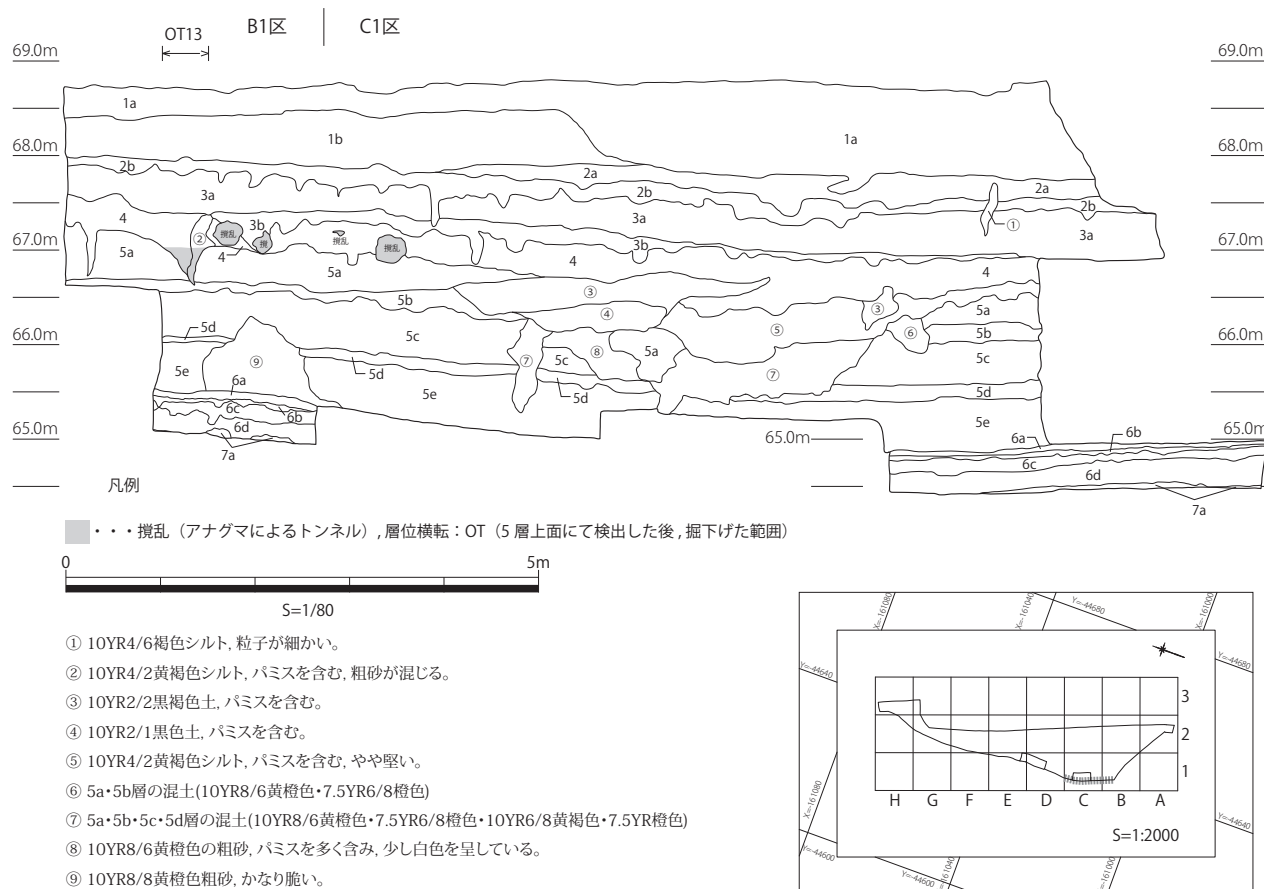 B1区 C1区
OT13
69.0m 69.0m
1a
1b 1a
68.0m 68.0m
2b 2a 2b 2a 2b
3a 3a ① 3a
4 ② 撹乱 撹 3b 撹乱 撹乱 3b
67.0m 67.0m
5a 4 5a 4 4
③ ③
5b ④ ⑤ ⑥ 5a
66.0m 66.0m
5d 5c ⑦ ⑧ 5a 5b
⑨ 5c 5c
5e 5d 5d ⑦ 5d
6a 5e 5e
6c 6b
65.0m 6d 65.0m 6a 6b 65.0m
7a 6c 6d
7a
凡例
・・・撹乱（アナグマによるトンネル）, 層位横転：OT（5 層上面にて検出した後 , 掘下げた範囲）
0 5m
S=1/80
① 10YR4/6褐色シルト, 粒子が細かい。
② 10YR4/2黄褐色シルト, パミスを含む, 粗砂が混じる。
③ 10YR2/2黒褐色土, パミスを含む。
④ 10YR2/1黒色土, パミスを含む。
⑤ 10YR4/2黄褐色シルト, パミスを含む, やや堅い。
⑥ 5a・5b層の混土(10YR8/6黄橙色・7.5YR6/8橙色)
⑦ 5a・5b・5c・5d層の混土(10YR8/6黄橙色・7.5YR6/8橙色・10YR6/8黄褐色・7.5YR橙色)
⑧ 10YR8/6黄橙色の粗砂, パミスを多く含み, 少し白色を呈している。
⑨ 10YR8/8黄橙色粗砂, かなり脆い。
X=-161080 Y=-44680 X=-161040 X=-161000
Y=-44640 Y=-44680
3
2
1
H G F E D C B A
S=1:2000
X=-161080 Y=-44640
Y=-44600 X=-161040 Y=-44600 X=-161000